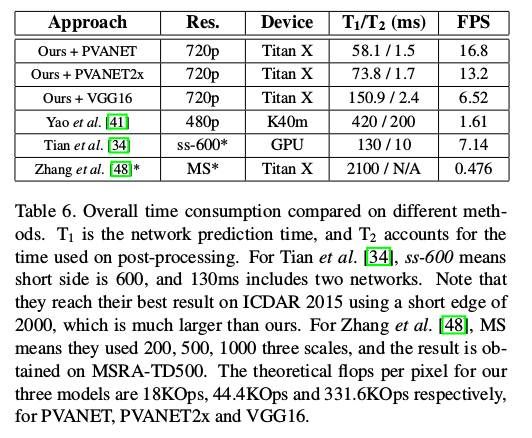 Approach Res. Device T1/T2 (ms) FPS
Ours + PVANET 720p Titan X 58.1 / 1.5 16.8
Ours + PVANET2x 720p Titan X 73.8 / 1.7 13.2
Ours + VGG16 720p Titan X 150.9 / 2.4 6.52
Yao et al. [41] 480p K40m 420 / 200 1.61
Tian et al. [34] ss-600* GPU 130 / 10 7.14
Zhang et al. [48]* MS* Titan X 2100 / N/A 0.476
Table 6. Overall time consumption compared on different meth-
ods. T1 is the network prediction time, and T2 accounts for the
time used on post-processing. For Tian et al. [34], ss-600 means
short side is 600, and 130ms includes two networks. Note that
they reach their best result on ICDAR 2015 using a short edge of
2000, which is much larger than ours. For Zhang et al. [48], MS
means they used 200, 500, 1000 three scales, and the result is ob-
tained on MSRA-TD500. The theoretical flops per pixel for our
three models are 18KOps, 44.4KOps and 331.6KOps respectively,
for PVANET, PVANET2x and VGG16.